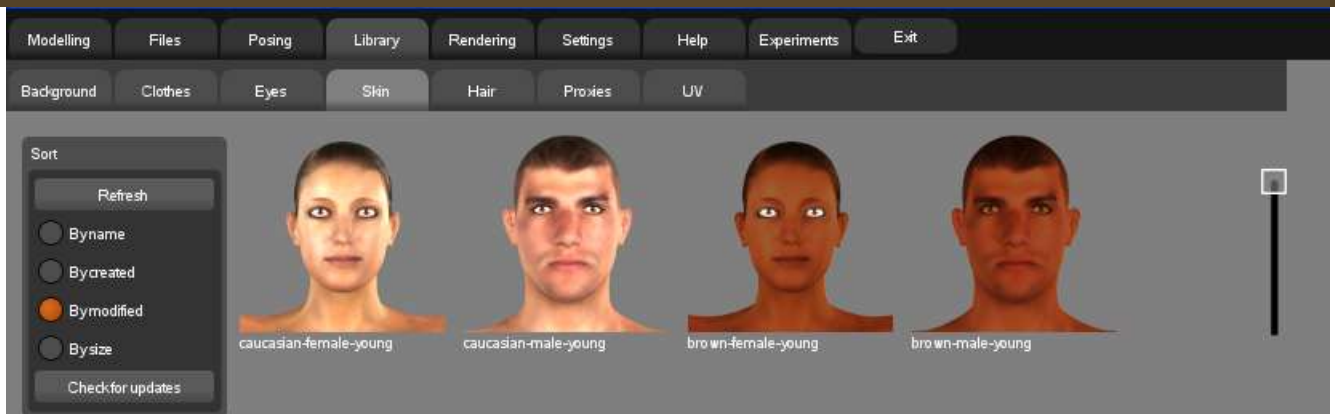 Modelling Files Posing Library Rendering Settings Help Experiments Exit
Background Clothes Eyes Skin Hair Proxies UV
Sort
Refresh
Byname
Bycreated
Bymodified
Bysize
Checkfor updates
caucasian-female-young caucasian-male-young brown-female-young brown-male-young